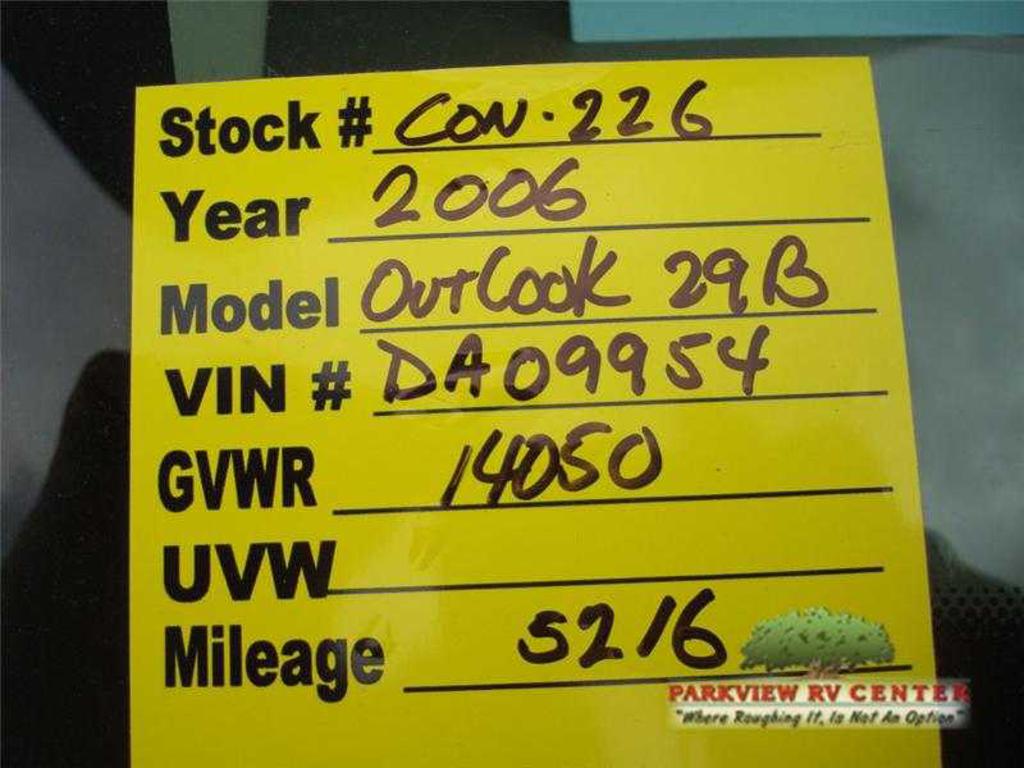 Stock # CON-226
Year 2006
Model OutLook 29B
VIN # DA09954
GVWR 14050
UVW
Mileage 5216
PARKVIEW RV CENTER
"Where Roughing It, Is Not An Option"